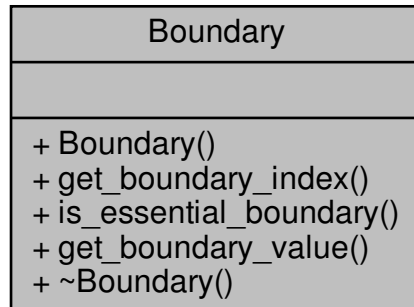 Boundary
+ Boundary()
+ get_boundary_index()
+ is_essential_boundary()
+ get_boundary_value()
+ ~Boundary()